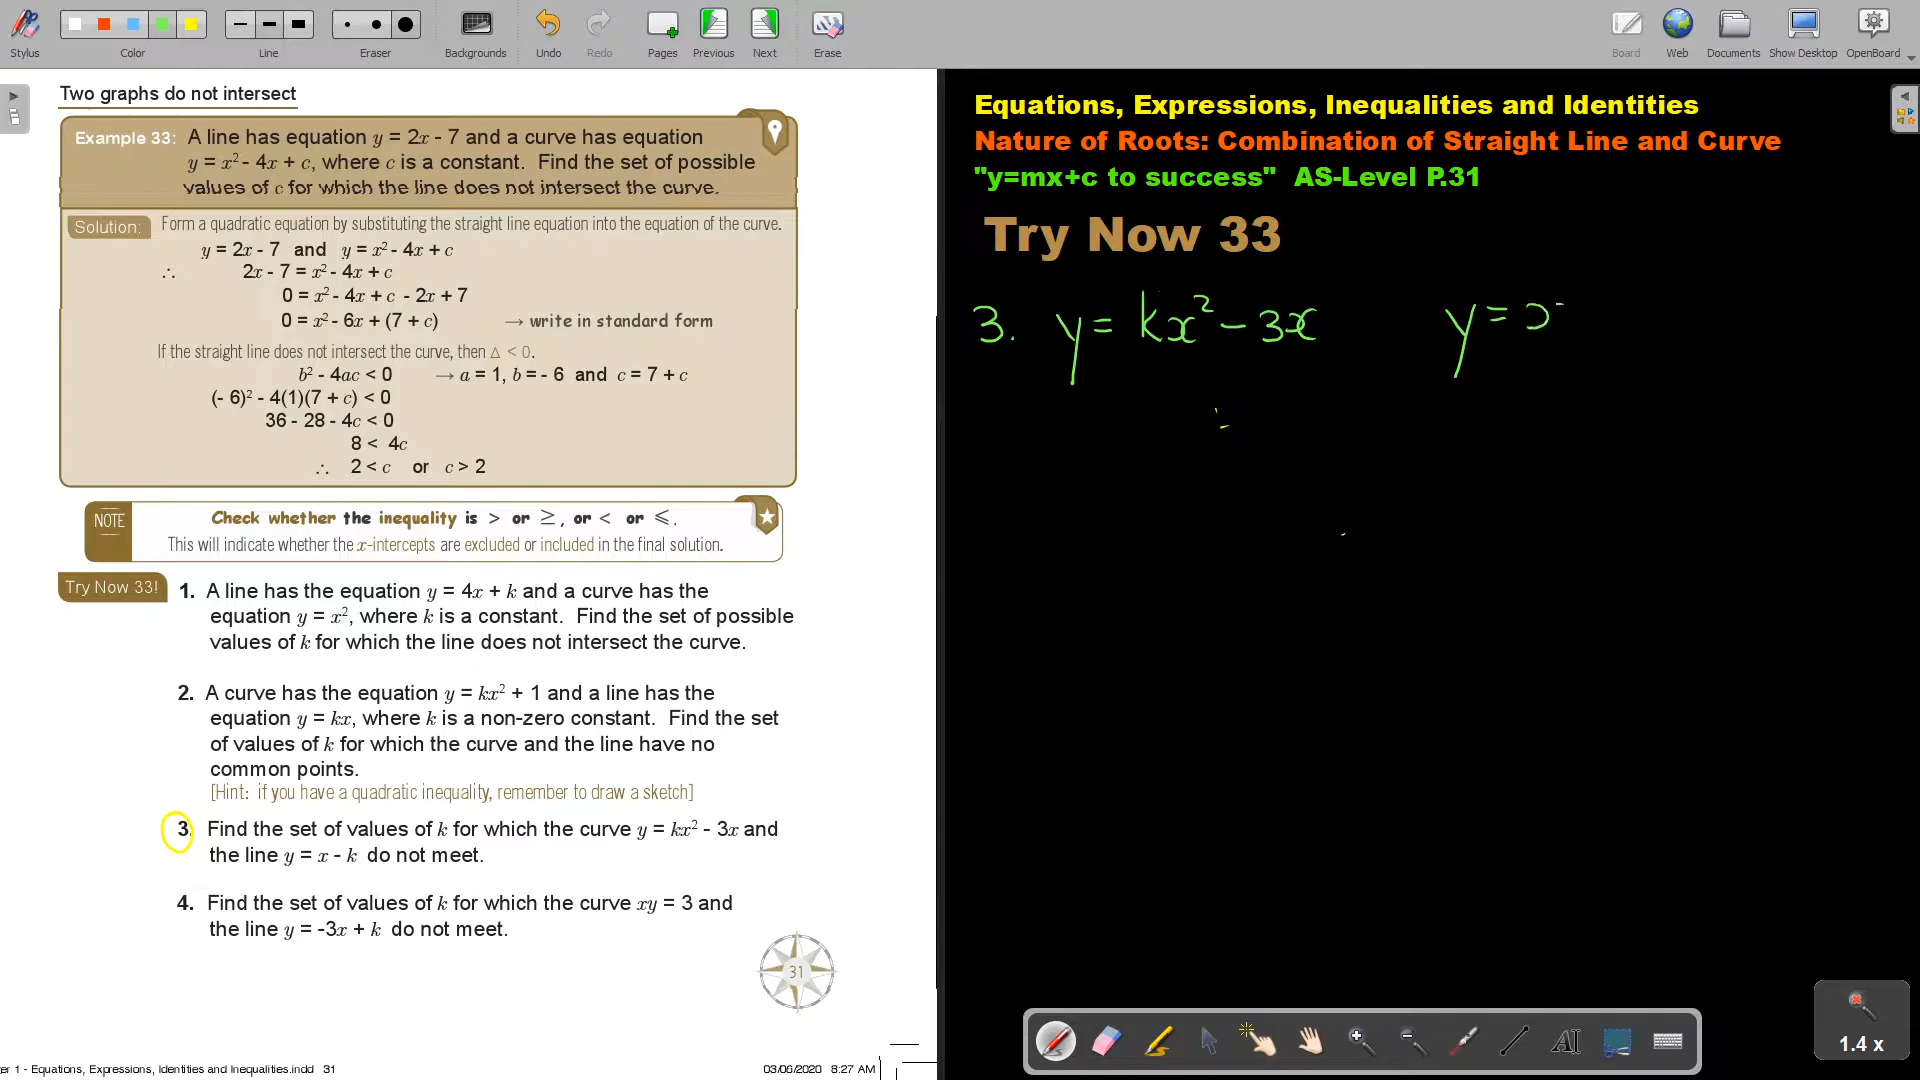 Stylus Color Line Eraser Backgrounds Undo Redo Pages Previous Next Erase Board Web Documents Show Desktop OpenBoard
Two graphs do not intersect
Example 33: A line has equation y = 2x - 7 and a curve has equation
y = x² - 4x + c, where c is a constant. Find the set of possible
values of c for which the line does not intersect the curve.
Solution: Form a quadratic equation by substituting the straight line equation into the equation of the curve.
y = 2x - 7 and y = x² - 4x + c
∴ 2x - 7 = x² - 4x + c
0 = x² - 4x + c - 2x + 7
0 = x² - 6x + (7 + c) → write in standard form
If the straight line does not intersect the curve, then △ < 0.
b² - 4ac < 0 → a = 1, b = - 6 and c = 7 + c
(- 6)² - 4(1)(7 + c) < 0
36 - 28 - 4c < 0
8 < 4c
∴ 2 < c or c > 2
NOTE Check whether the inequality is > or ≥, or < or ⩽.
This will indicate whether the x-intercepts are excluded or included in the final solution.
Try Now 33! 1. A line has the equation y = 4x + k and a curve has the
equation y = x², where k is a constant. Find the set of possible
values of k for which the line does not intersect the curve.
2. A curve has the equation y = kx² + 1 and a line has the
equation y = kx, where k is a non-zero constant. Find the set
of values of k for which the curve and the line have no
common points.
[Hint: if you have a quadratic inequality, remember to draw a sketch]
3. Find the set of values of k for which the curve y = kx² - 3x and
the line y = x - k do not meet.
4. Find the set of values of k for which the curve xy = 3 and
the line y = -3x + k do not meet.
31
er 1 - Equations, Expressions, Identities and Inequalities.indd 31 03/06/2020 8:27 AM
Equations, Expressions, Inequalities and Identities
Nature of Roots: Combination of Straight Line and Curve
"y=mx+c to success" AS-Level P.31
Try Now 33
3. y = kx² - 3x y =
AI
1.4 x